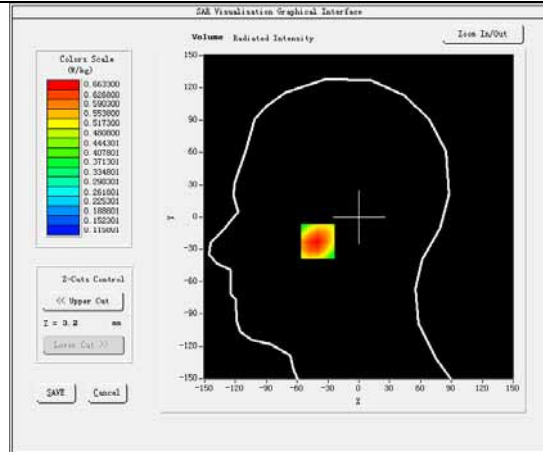 SAR Visualisation Graphical Interface
Volume Radiated Intensity
Zoom In/Out
Colors Scale
(W/kg)
0.663300
0.626800
0.590300
0.553800
0.517300
0.480800
0.444301
0.407801
0.371301
0.334801
0.298301
0.261801
0.225301
0.188801
0.152301
0.115801
150
120
90
60
30
0
-30
-60
-90
-120
-150
Y
-150 -120 -90 -60 -30 0 30 60 90 120 150
Z-Cuts Control
<< Upper Cut
Z = 3.2 mm
Lower Cut >>
SAVE Cancel